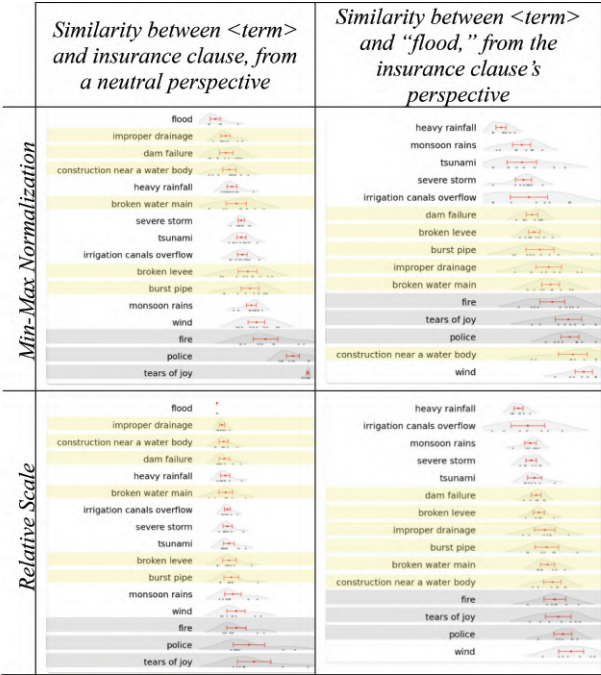 Similarity between <term>
and insurance clause, from
a neutral perspective
Similarity between <term>
and “flood,” from the
insurance clause’s
perspective
Min-Max Normalization
flood
improper drainage
dam failure
construction near a water body
heavy rainfall
broken water main
severe storm
tsunami
irrigation canals overflow
broken levee
burst pipe
monsoon rains
wind
fire
police
tears of joy
heavy rainfall
monsoon rains
tsunami
severe storm
irrigation canals overflow
dam failure
broken levee
burst pipe
improper drainage
broken water main
fire
tears of joy
police
construction near a water body
wind
Relative Scale
flood
improper drainage
construction near a water body
dam failure
heavy rainfall
broken water main
irrigation canals overflow
severe storm
tsunami
broken levee
burst pipe
monsoon rains
wind
fire
police
tears of joy
heavy rainfall
irrigation canals overflow
monsoon rains
severe storm
tsunami
dam failure
broken levee
improper drainage
burst pipe
broken water main
construction near a water body
fire
tears of joy
police
wind